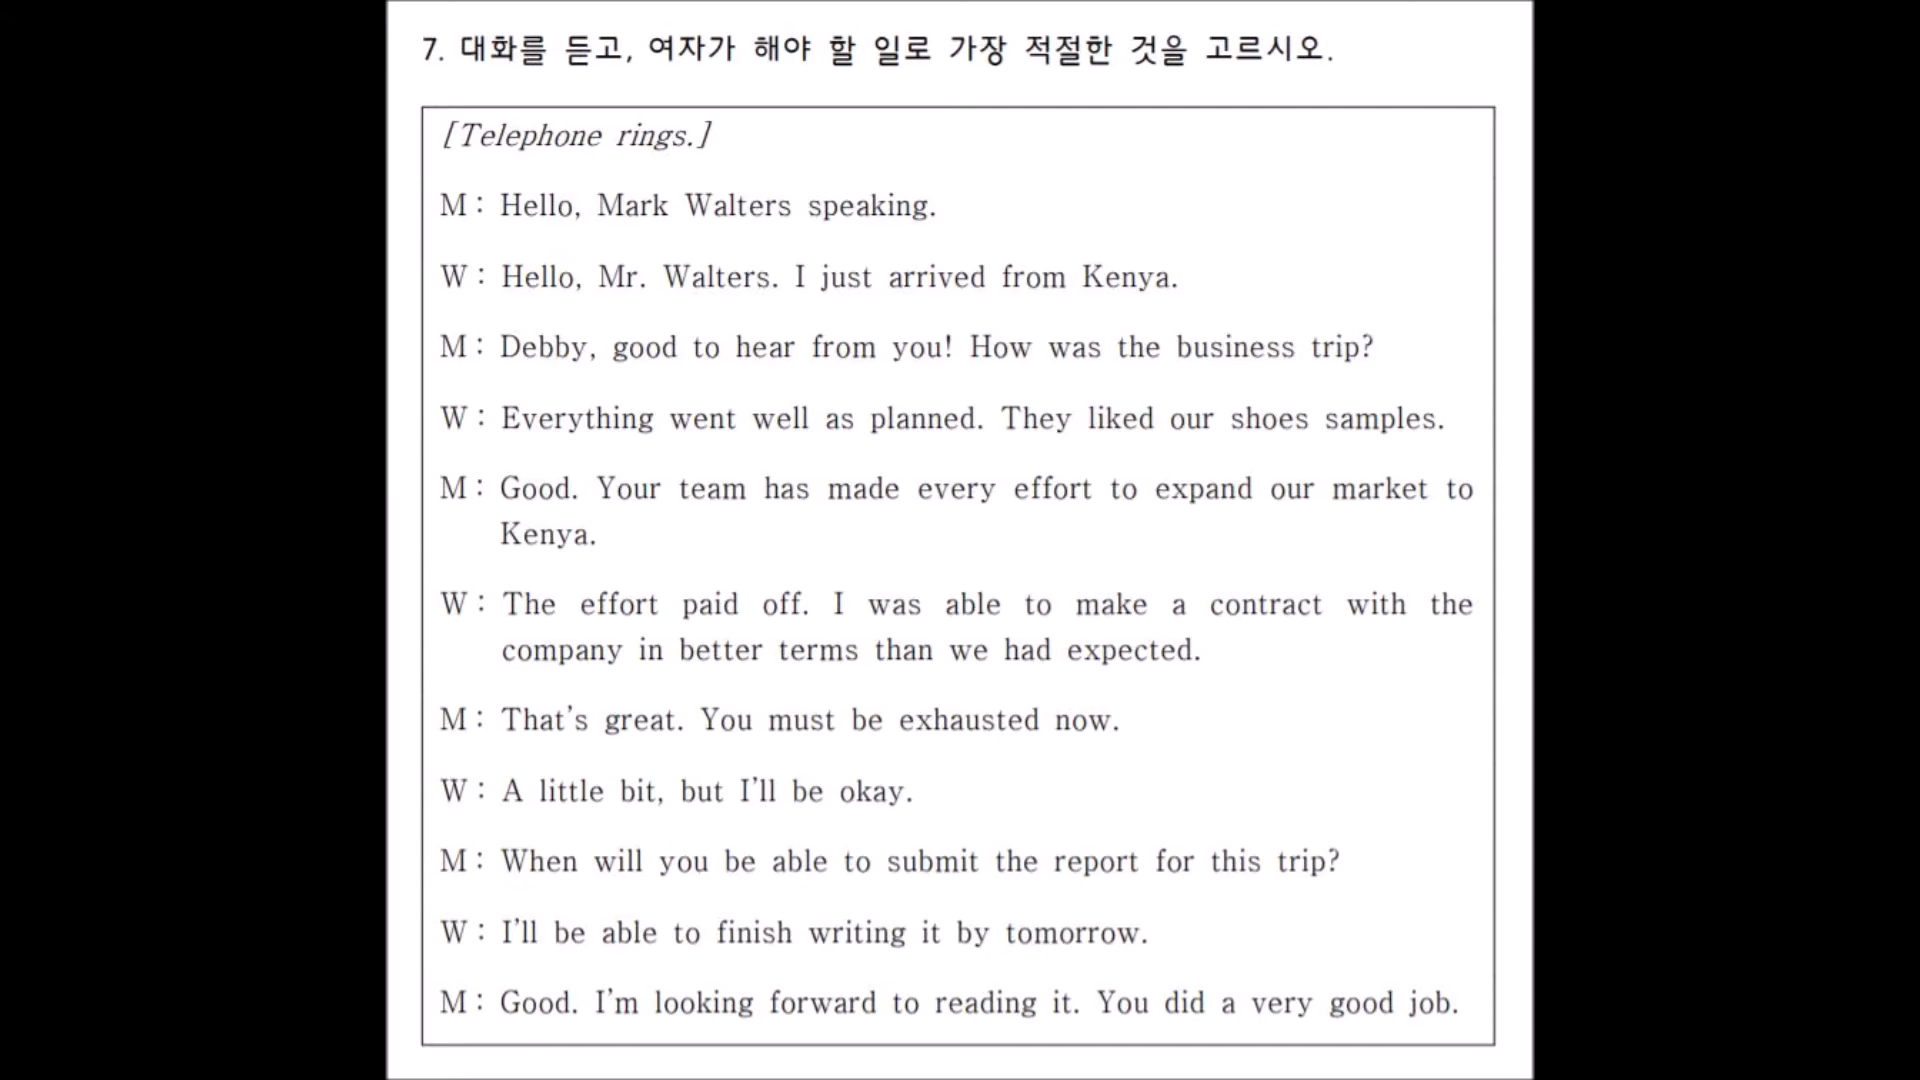 7. 대화를 듣고, 여자가 해야 할 일로 가장 적절한 것을 고르시오.
[Telephone rings.]
M : Hello, Mark Walters speaking.
W : Hello, Mr. Walters. I just arrived from Kenya.
M : Debby, good to hear from you! How was the business trip?
W : Everything went well as planned. They liked our shoes samples.
M : Good. Your team has made every effort to expand our market to
Kenya.
W : The effort paid off. I was able to make a contract with the
company in better terms than we had expected.
M : That's great. You must be exhausted now.
W : A little bit, but I'll be okay.
M : When will you be able to submit the report for this trip?
W : I'll be able to finish writing it by tomorrow.
M : Good. I'm looking forward to reading it. You did a very good job.